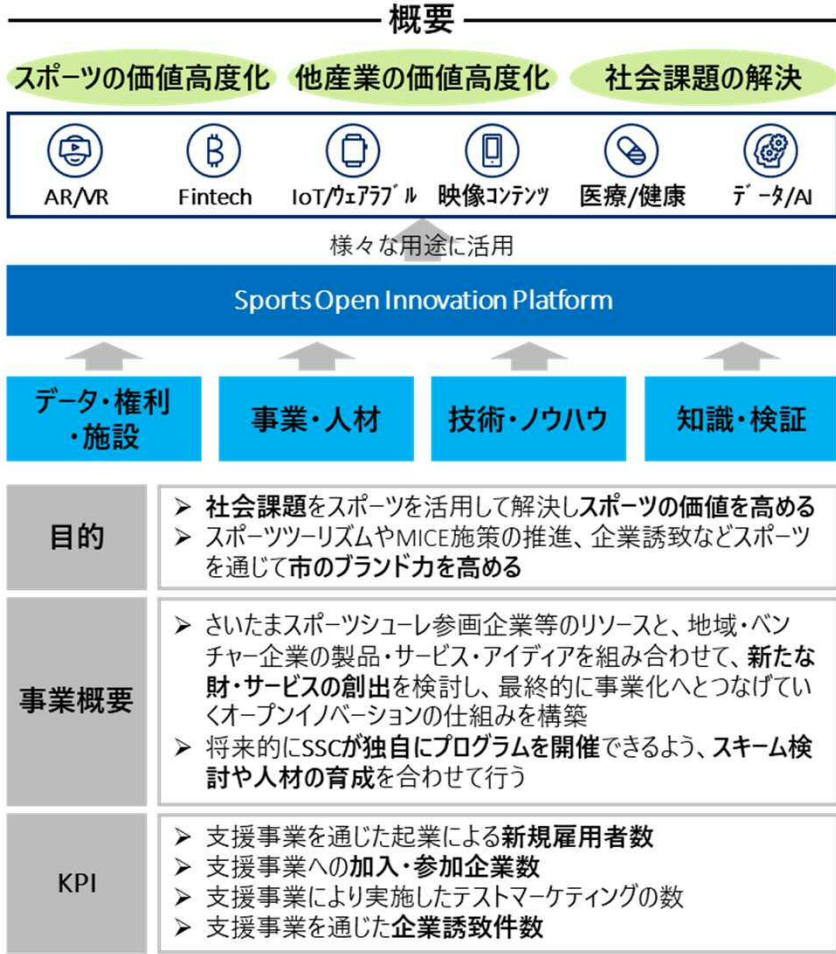 概要
スポーツの価値高度化 他産業の価値高度化 社会課題の解決
AR/VR Fintech IoT/ウェアラブル 映像コンテンツ 医療/健康 データ/AI
様々な用途に活用
Sports Open Innovation Platform
データ・権利
・施設
事業・人材
技術・ノウハウ
知識・検証
目的
➢ 社会課題をスポーツを活用して解決しスポーツの価値を高める
➢ スポーツツーリズムやMICE施策の推進、企業誘致などスポーツ
を通じて市のブランド力を高める
事業概要
➢ さいたまスポーツシューレ参画企業等のリソースと、地域・ベン
チャー企業の製品・サービス・アイディアを組み合わせて、新たな
財・サービスの創出を検討し、最終的に事業化へとつなげてい
くオープンイノベーションの仕組みを構築
➢ 将来的にSSCが独自にプログラムを開催できるよう、スキーム検
討や人材の育成を合わせて行う
KPI
➢ 支援事業を通じた起業による新規雇用者数
➢ 支援事業への加入・参加企業数
➢ 支援事業により実施したテストマーケティングの数
➢ 支援事業を通じた企業誘致件数